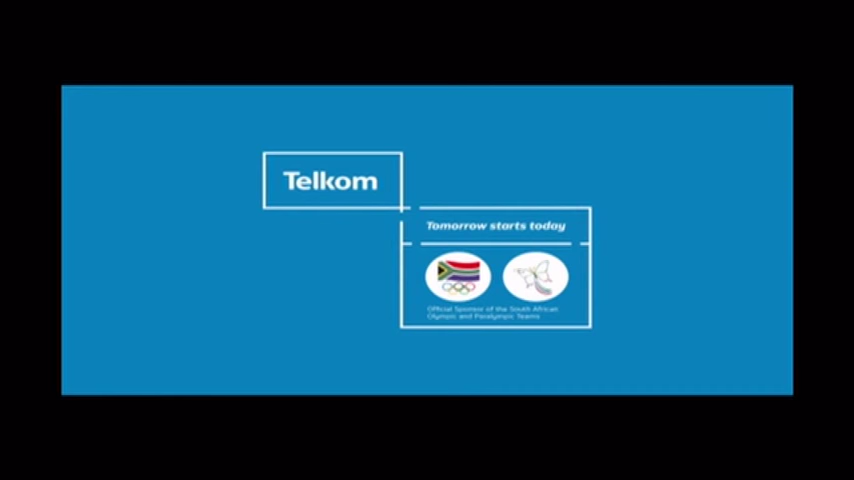 Telkom
Tomorrow starts today
Official Sponsor of the South African
Olympic and Paralympic Teams